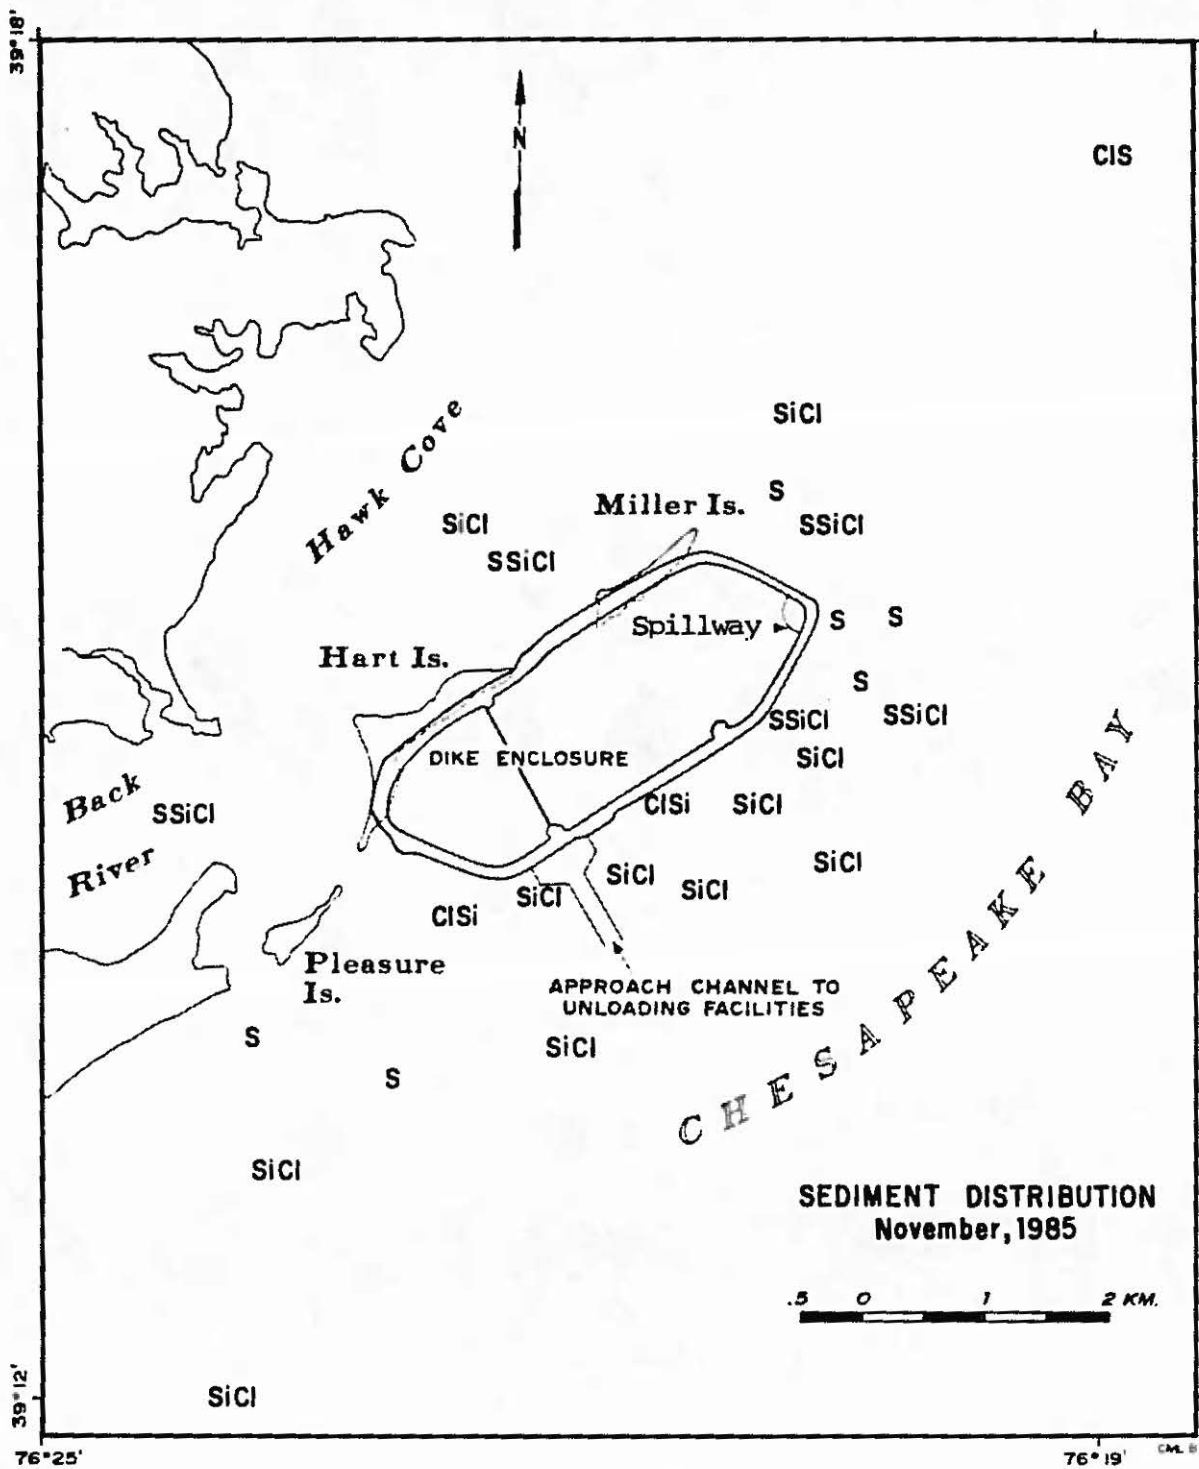 39°18'
N
CIS
SiCl
S
Hawk Cove
Miller Is.
SiCl
SSiCl
SSiCl
Spillway
S
S
Hart Is.
S
SSiCl
SSiCl
DIKE ENCLOSURE
SiCl
Back
River
SSiCl
ClSi
SiCl
SiCl
SiCl
SiCl
SiCl
ClSi
Pleasure
Is.
APPROACH CHANNEL TO
UNLOADING FACILITIES
CHESAPEAKE BAY
S
SiCl
S
SiCl
SEDIMENT DISTRIBUTION
November, 1985
.5 0 1 2 KM.
39°12'
SiCl
76°25'
76°19'